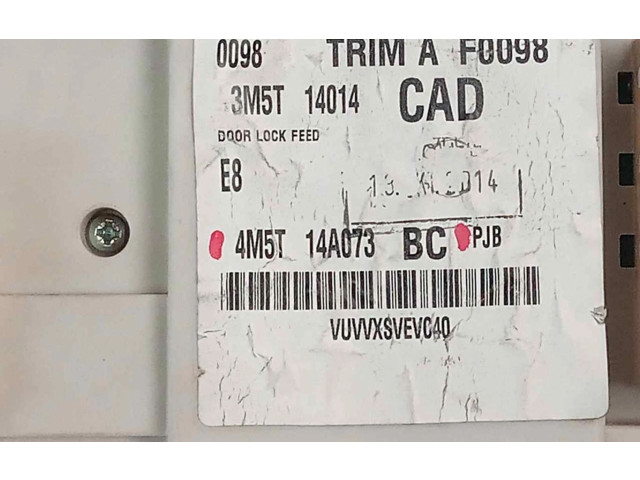 0098 TRIM A F0098
3M5T 14014 CAD
DOOR LOCK FEED
E8
4M5T 14A073 BC PJB
VUVVXSVEVC40